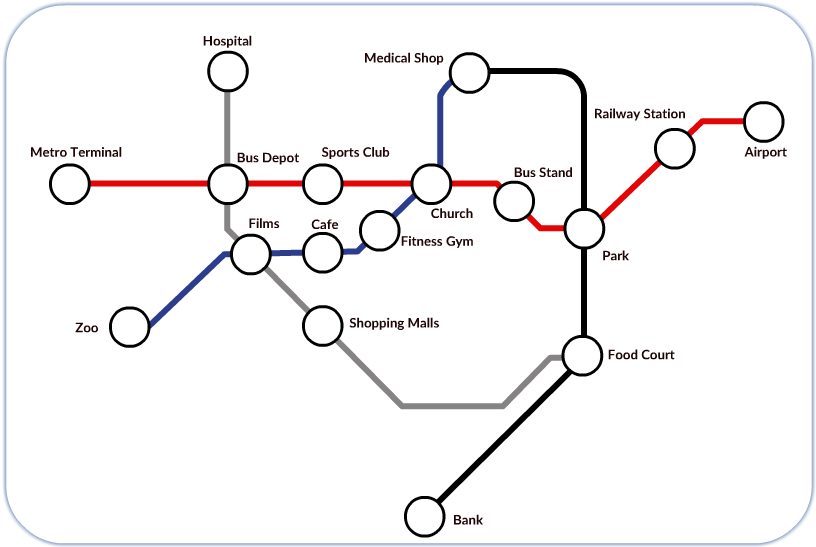 Hospital
Medical Shop
Railway Station
Metro Terminal
Bus Depot
Sports Club
Airport
Bus Stand
Church
Films
Cafe
Fitness Gym
Park
Zoo
Shopping Malls
Food Court
Bank